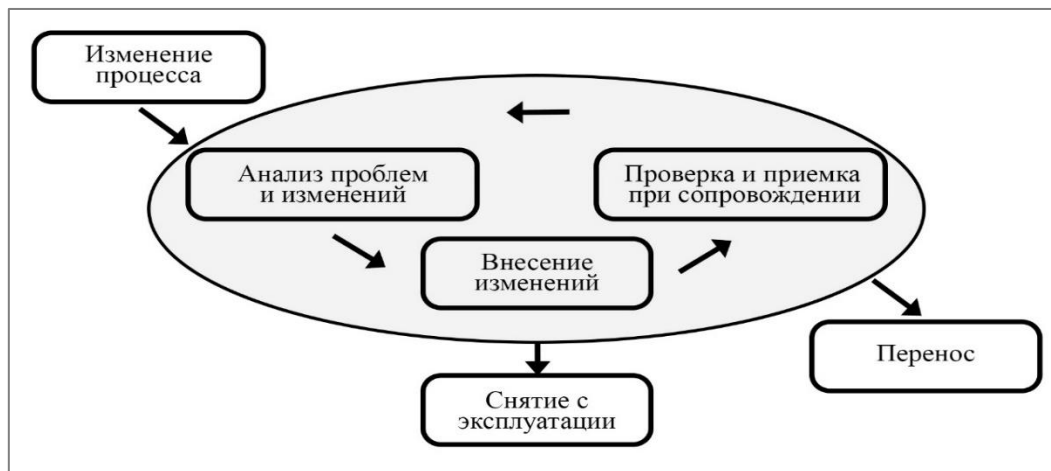 Изменение
процесса
Анализ проблем
и изменений
Проверка и приемка
при сопровождении
Внесение
изменений
Перенос
Снятие с
эксплуатации